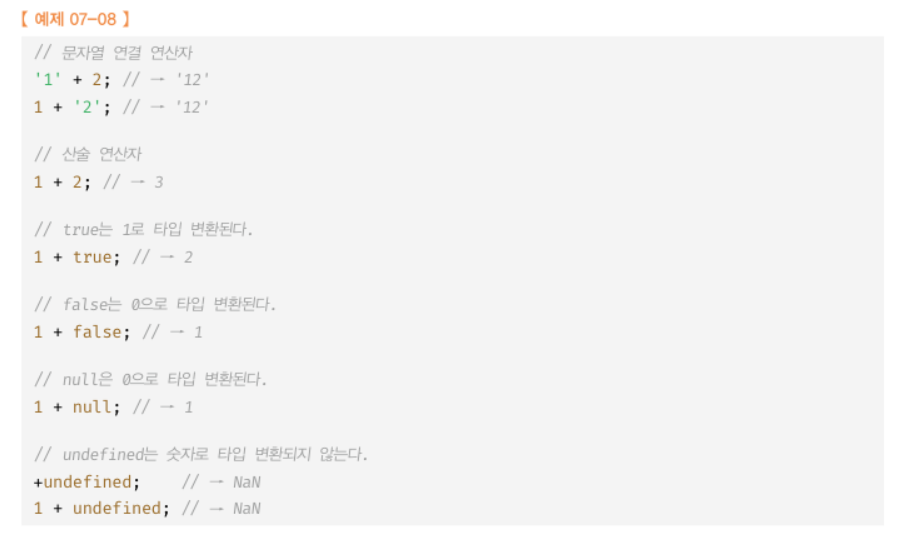 【 예제 07-08 】
// 문자열 연결 연산자
'1' + 2; // → '12'
1 + '2'; // → '12'
// 산술 연산자
1 + 2; // → 3
// true는 1로 타입 변환된다.
1 + true; // → 2
// false는 0으로 타입 변환된다.
1 + false; // → 1
// null은 0으로 타입 변환된다.
1 + null; // → 1
// undefined는 숫자로 타입 변환되지 않는다.
+undefined;    // → NaN
1 + undefined; // → NaN